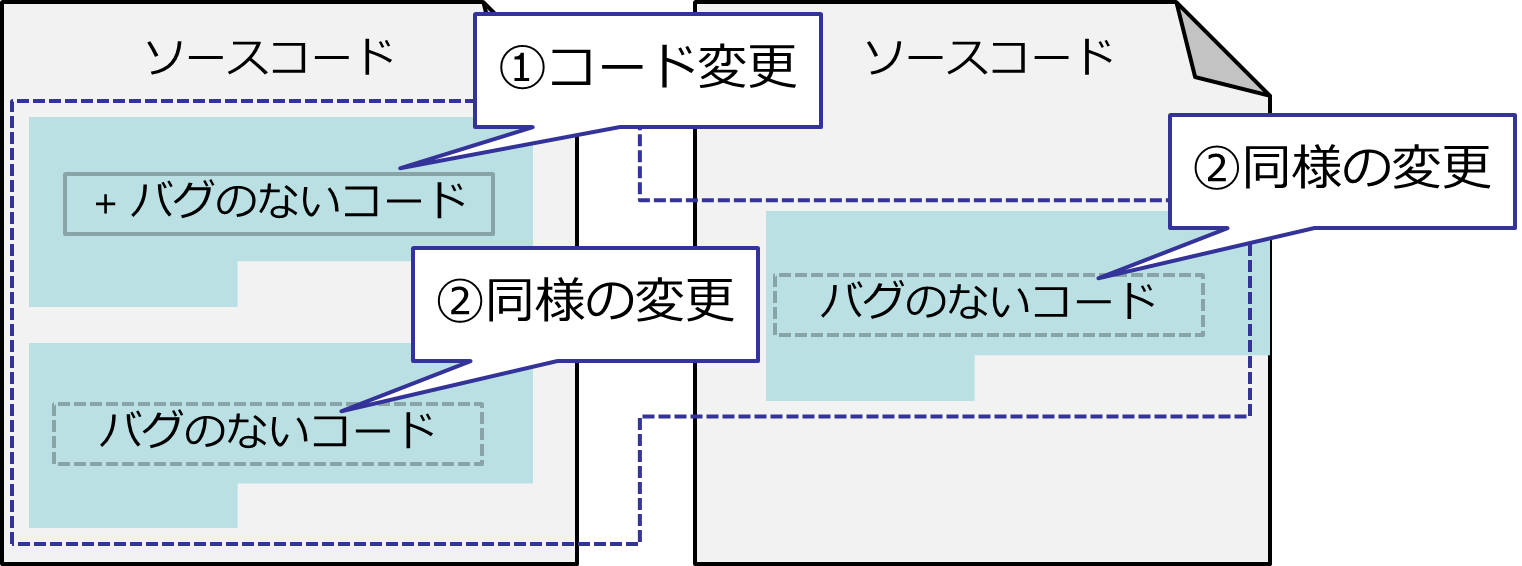 ソースコード
①コード変更
+ バグのないコード
②同様の変更
バグのないコード
ソースコード
②同様の変更
バグのないコード